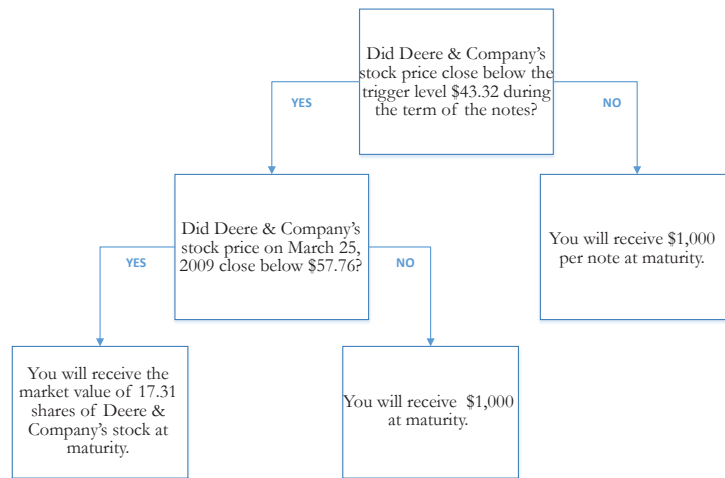 Did Deere & Company's
stock price close below the
trigger level $43.32 during
the term of the notes?
YES
NO
Did Deere & Company's
stock price on March 25,
2009 close below $57.76?
You will receive $1,000
per note at maturity.
YES
NO
You will receive the
market value of 17.31
shares of Deere &
Company's stock at
maturity.
You will receive $1,000
at maturity.